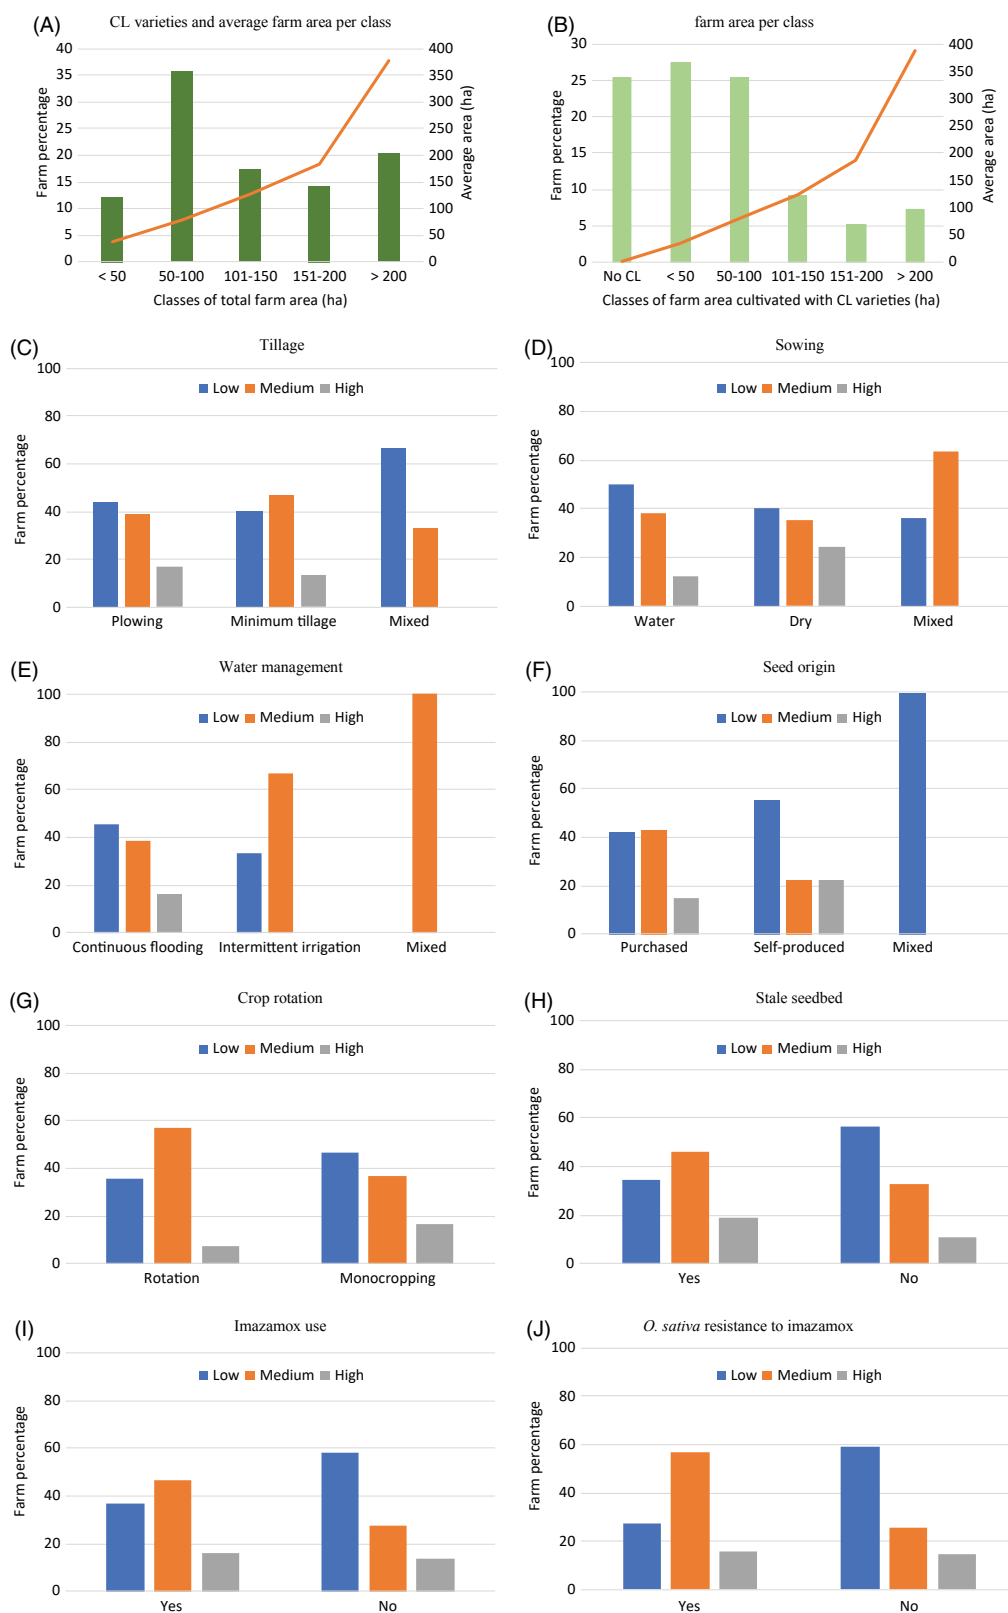 (A) CL varieties and average farm area per class
Farm percentage
40
35
30
25
20
15
10
5
0
400
350
300
250
200
150
100
50
0
Average area (ha)
< 50 50-100 101-150 151-200 > 200
Classes of total farm area (ha)
(B) farm area per class
Farm percentage
30
25
20
15
10
5
0
400
350
300
250
200
150
100
50
0
Average area (ha)
No CL < 50 50-100 101-150 151-200 > 200
Classes of farm area cultivated with CL varieties (ha)
(C) Tillage
Low Medium High
Farm percentage
100
80
60
40
20
0
Plowing Minimum tillage Mixed
(D) Sowing
Low Medium High
Farm percentage
100
80
60
40
20
0
Water Dry Mixed
(E) Water management
Low Medium High
Farm percentage
100
80
60
40
20
0
Continuous flooding Intermittent irrigation Mixed
(F) Seed origin
Low Medium High
Farm percentage
100
80
60
40
20
0
Purchased Self-produced Mixed
(G) Crop rotation
Low Medium High
Farm percentage
100
80
60
40
20
0
Rotation Monocropping
(H) Stale seedbed
Low Medium High
Farm percentage
100
80
60
40
20
0
Yes No
(I) Imazamox use
Low Medium High
Farm percentage
100
80
60
40
20
0
Yes No
(J) O. sativa resistance to imazamox
Low Medium High
Farm percentage
100
80
60
40
20
0
Yes No